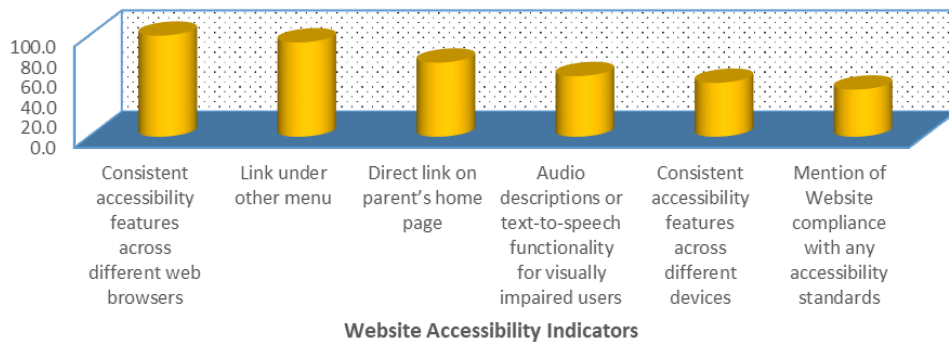 100.0
80.0
60.0
40.0
20.0
0.0
Consistent
accessibility
features
across
different web
browsers
Link under
other menu
Direct link on
parent's home
page
Audio
descriptions or
text-to-speech
functionality
for visually
impaired users
Consistent
accessibility
features
across
different
devices
Mention of
Website
compliance
with any
accessibility
standards
Website Accessibility Indicators